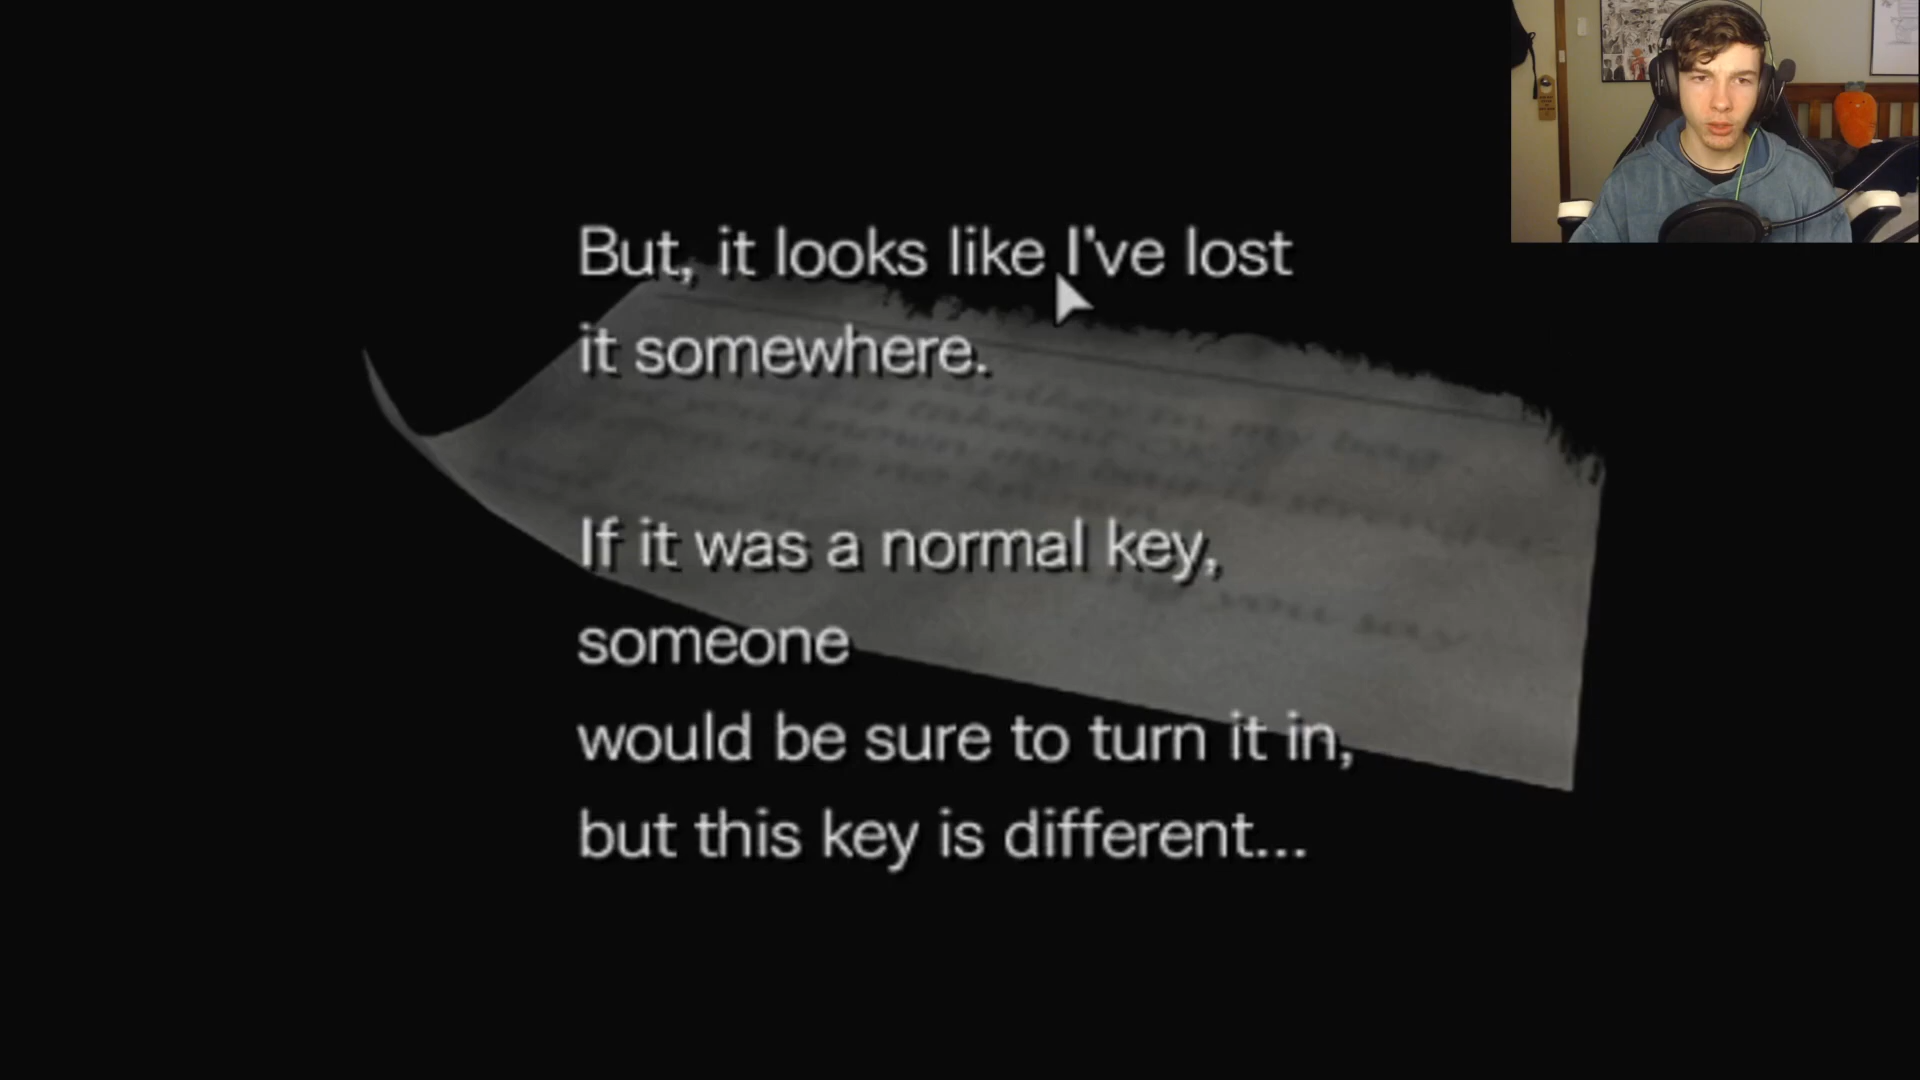 But, it looks like I've lost
it somewhere.
If it was a normal key,
someone
would be sure to turn it in,
but this key is different...